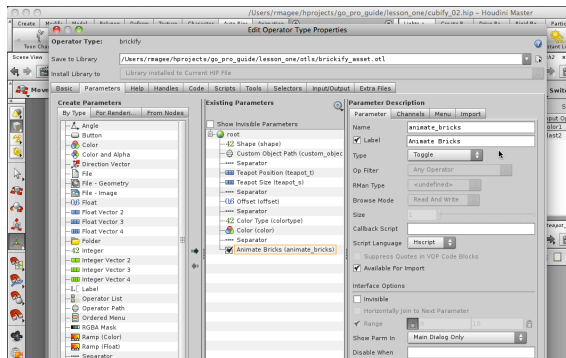 /Users/rmagee/hprojects/go_pro_guide/lesson_02/cubify_02.hip - Houdini Master
Edit Operator Type Properties
Operator Type: brickify
Save to Library /Users/rmagee/hprojects/go_pro_guide/lesson_one/otls/brickify_asset.otl
Install Library to Library installed to Current HIP File
Basic Parameters Help Handles Code Scripts Tools Selectors Input/Output Extra Files
Create Parameters
By Type For Renderi... From Nodes
Angle
Button
Color
Color and Alpha
Direction Vector
File
File - Geometry
File - Image
Float
Float Vector 2
Float Vector 3
Float Vector 4
Folder
Integer
Integer Vector 2
Integer Vector 3
Integer Vector 4
Label
Operator List
Operator Path
Ordered Menu
RGBA Mask
Ramp (Color)
Ramp (Float)
Separator
Existing Parameters
Show Invisible Parameters
root
Shape (shape)
Custom Object Path (custom_objec
Separator
Teapot Position (teapot_t)
Teapot Size (teapot_s)
Separator
Offset (offset)
Separator
Color Type (colortype)
Color (color)
Separator
Animate Bricks (animate_bricks)
Parameter Description
Parameter Channels Menu Import
Name animate_bricks
Label Animate Bricks
Type Toggle
Op Filter Any Operator
RMan Type <undefined>
Browse Mode Read And Write
Size 1
Callback Script
Script Language Hscript
Suppress Quotes in VOP Code Blocks
Available For Import
Interface Options
Invisible
Horizontally Join to Next Parameter
Range 0 10
Show Parm in Main Dialog Only
Disable When